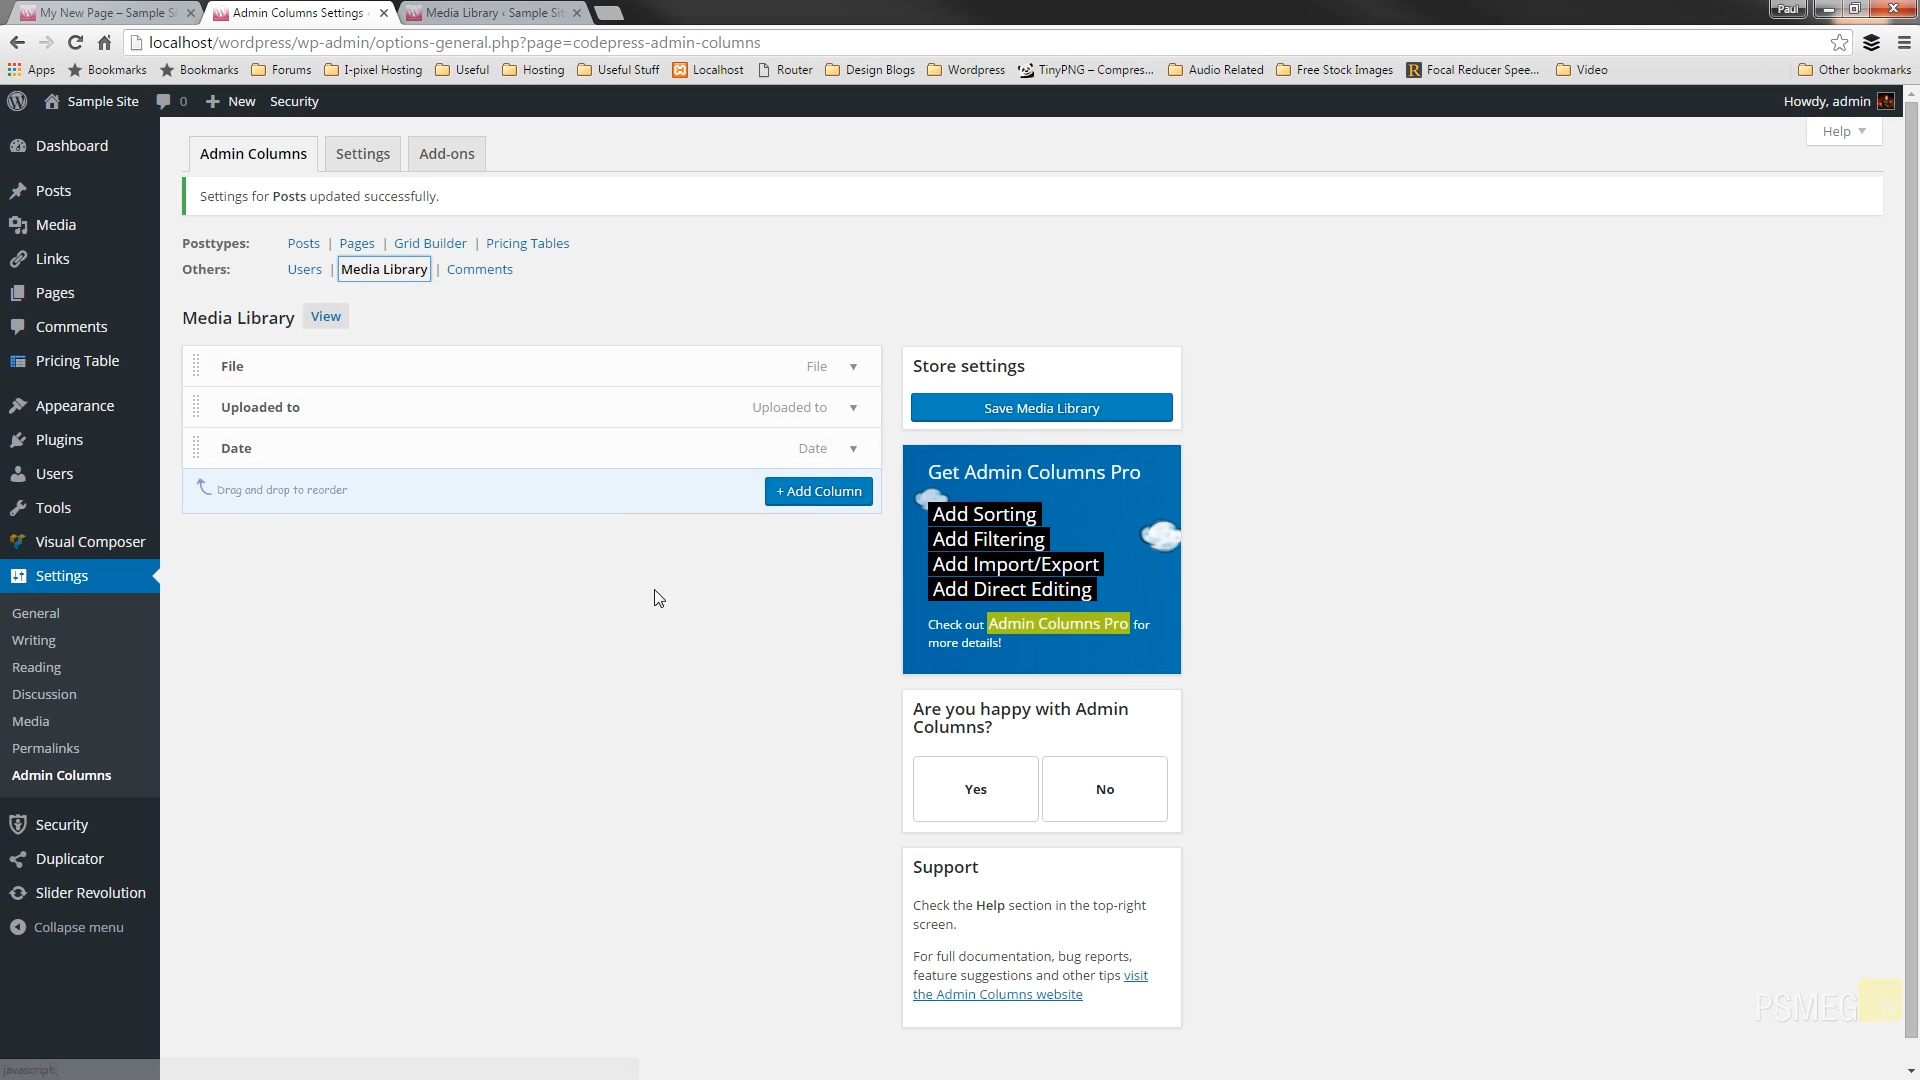 My New Page – Sample Si
Admin Columns Settings ‹
Media Library ‹ Sample Sit
Paul
localhost/wordpress/wp-admin/options-general.php?page=codepress-admin-columns
Apps Bookmarks Bookmarks Forums I-pixel Hosting Useful Hosting Useful Stuff Localhost Router Design Blogs Wordpress TinyPNG – Compres... Audio Related Free Stock Images Focal Reducer Spee... Video Other bookmarks
Sample Site 0 New Security Howdy, admin
Help
Dashboard
Posts
Media
Links
Pages
Comments
Pricing Table
Appearance
Plugins
Users
Tools
Visual Composer
Settings
General
Writing
Reading
Discussion
Media
Permalinks
Admin Columns
Security
Duplicator
Slider Revolution
Collapse menu
javascript:;
Admin Columns Settings Add-ons
Settings for Posts updated successfully.
Posttypes: Posts | Pages | Grid Builder | Pricing Tables
Others: Users | Media Library | Comments
Media Library View
File File
Uploaded to Uploaded to
Date Date
Drag and drop to reorder + Add Column
Store settings
Save Media Library
Get Admin Columns Pro
Add Sorting
Add Filtering
Add Import/Export
Add Direct Editing
Check out Admin Columns Pro for
more details!
Are you happy with Admin
Columns?
Yes No
Support
Check the Help section in the top-right
screen.
For full documentation, bug reports,
feature suggestions and other tips visit
the Admin Columns website
PSMEG tv